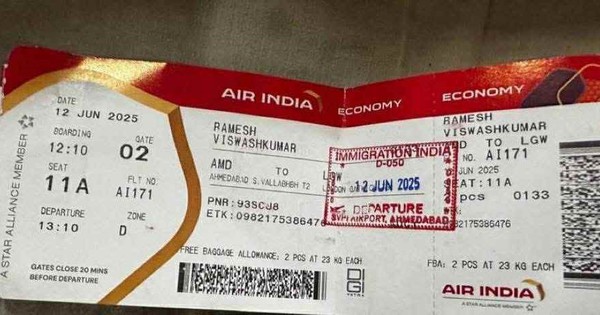 AIR INDIA
ECONOMY
ECONOMY
A STAR ALLIANCE MEMBER
DATE
12 JUN 2025
BOARDING
12:10
GATE
02
SEAT
11A
FLT NO.
AI171
DEPARTURE
13:10
ZONE
D
GATES CLOSE 20 MINS
BEFORE DEPARTURE
RAMESH
VISWASHKUMAR
AMD TO LGW
AHMEDABAD S.VALLABHBH T2 LONDON
PNR:
ETK:0982175386476
FREE BAGGAGE ALLOWANCE: 2 PCS AT 23 KG EACH
IMMIGRATION INDIA
D-050
12 JUN 2025
DEPARTURE
SVPI AIRPORT, AHMEDABAD
RAMESH
VISWASHKUMAR
TO LGW
NO. AI171
JUN 2025
SEAT:11A
pcs 0133
2175386476
FBA: 2 PCS AT 23 KG EACH
AIR INDIA
A STAR ALLIANCE MEMBER